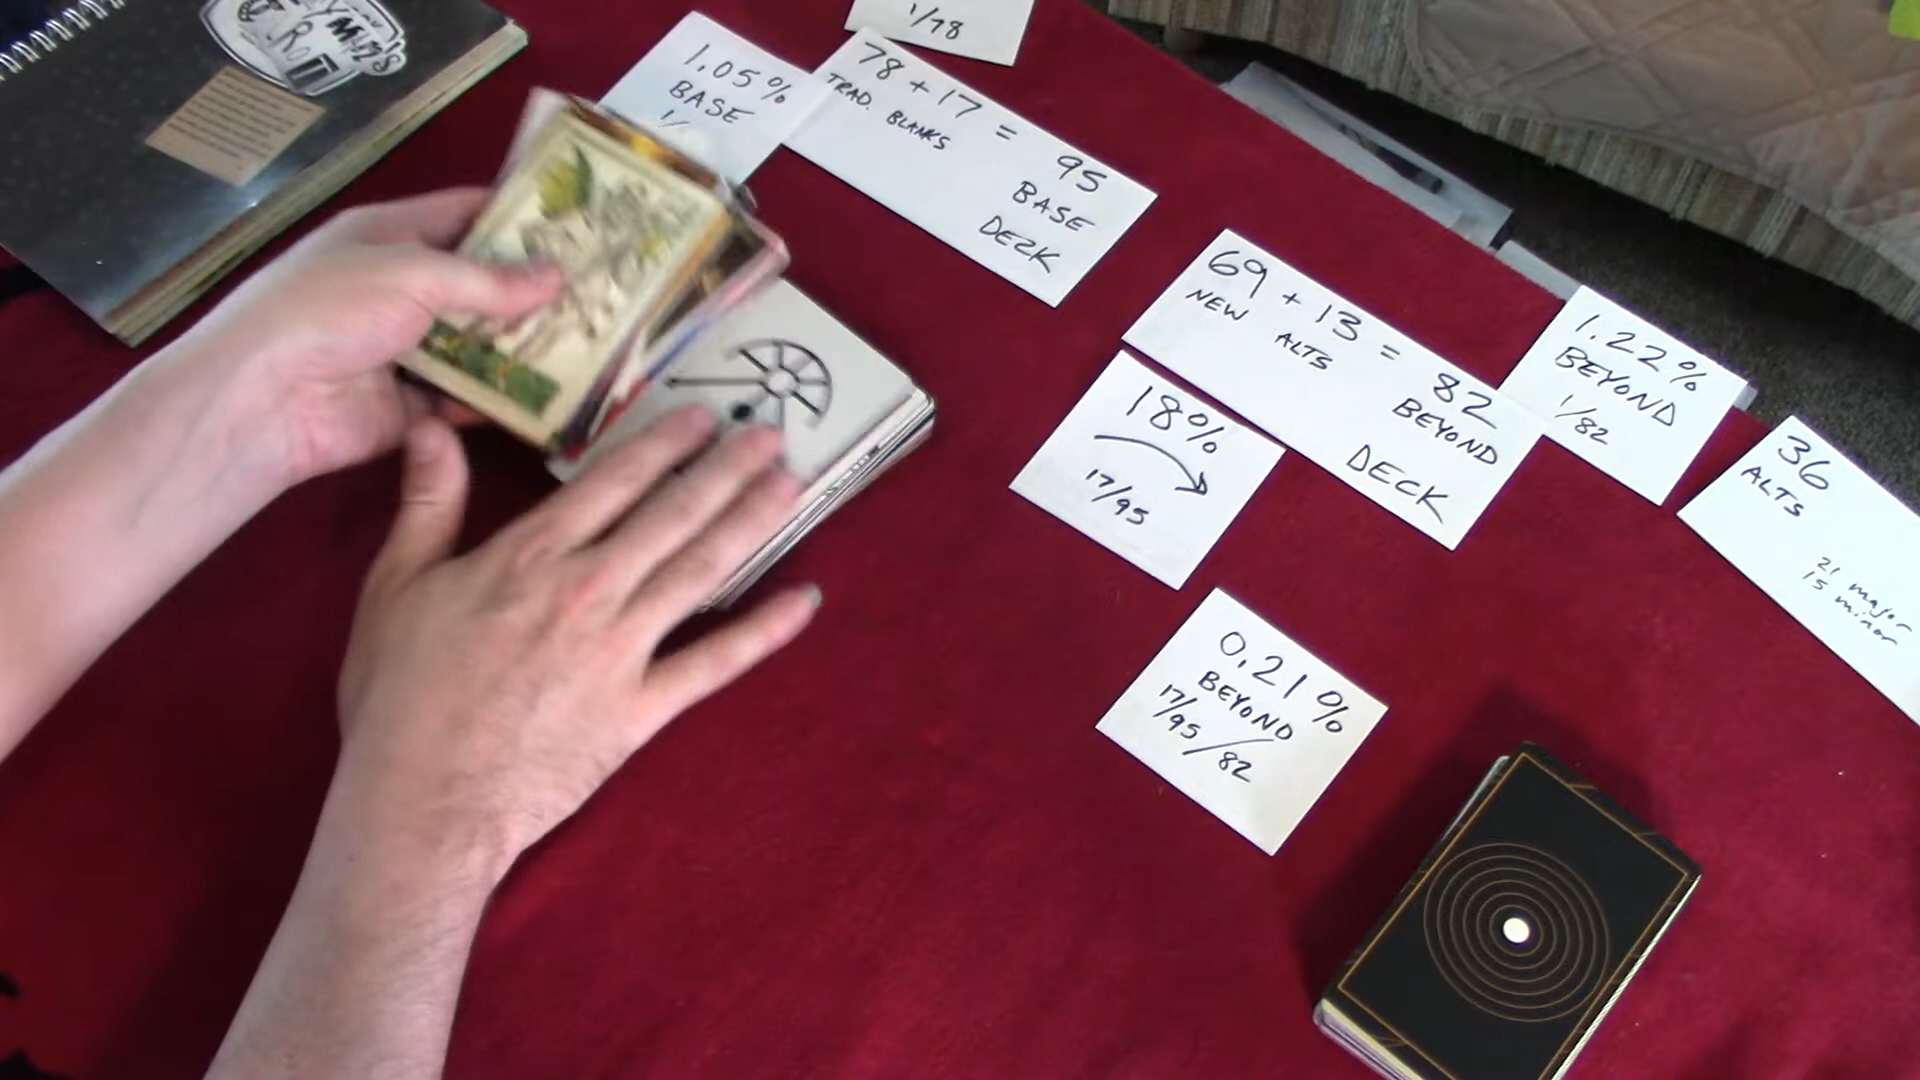 1/78
1.05%
BASE
1/
78 + 17 = 95
TRAD. BLANKS
BASE
DECK
69 + 13 = 82
NEW ALTS
BEYOND
DECK
1.22%
BEYOND
1/82
18%
17/95
36
ALTS
21 major
15 minor
0.21%
BEYOND
17/95/82